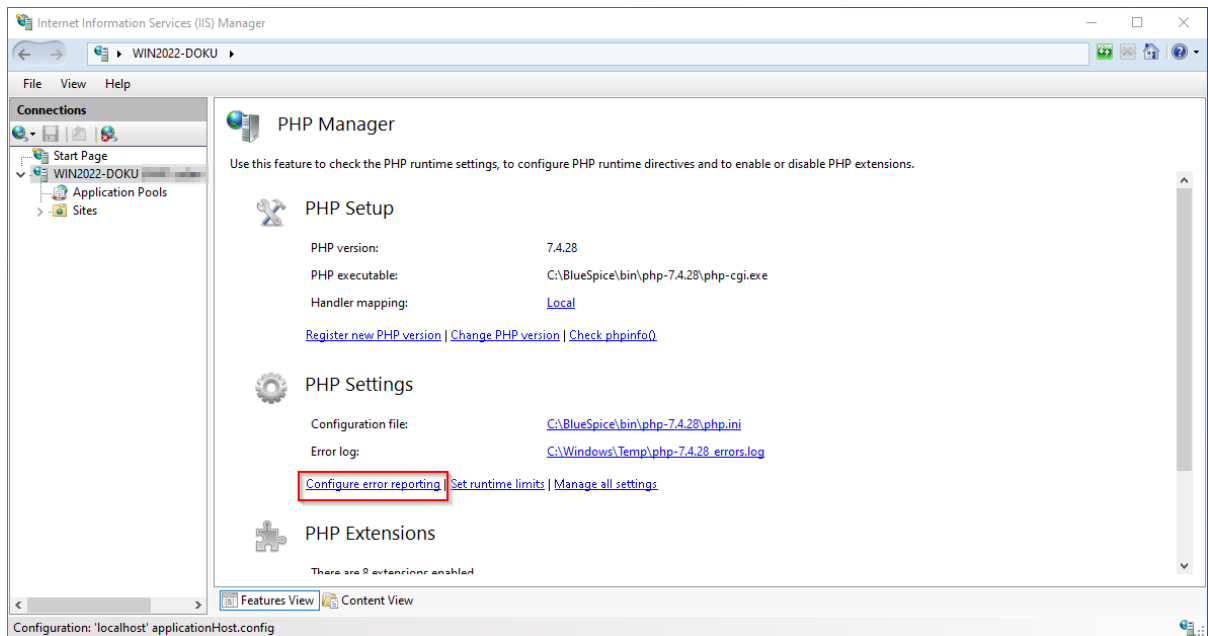 Internet Information Services (IIS) Manager
WIN2022-DOKU
File View Help
Connections
Start Page
WIN2022-DOKU
Application Pools
Sites
PHP Manager
Use this feature to check the PHP runtime settings, to configure PHP runtime directives and to enable or disable PHP extensions.
PHP Setup
PHP version: 7.4.28
PHP executable: C:\BlueSpice\bin\php-7.4.28\php-cgi.exe
Handler mapping: Local
Register new PHP version | Change PHP version | Check phpinfo()
PHP Settings
Configuration file: C:\BlueSpice\bin\php-7.4.28\php.ini
Error log: C:\Windows\Temp\php-7.4.28_errors.log
Configure error reporting | Set runtime limits | Manage all settings
PHP Extensions
There are 8 extensions enabled
Features View Content View
Configuration: 'localhost' applicationHost.config